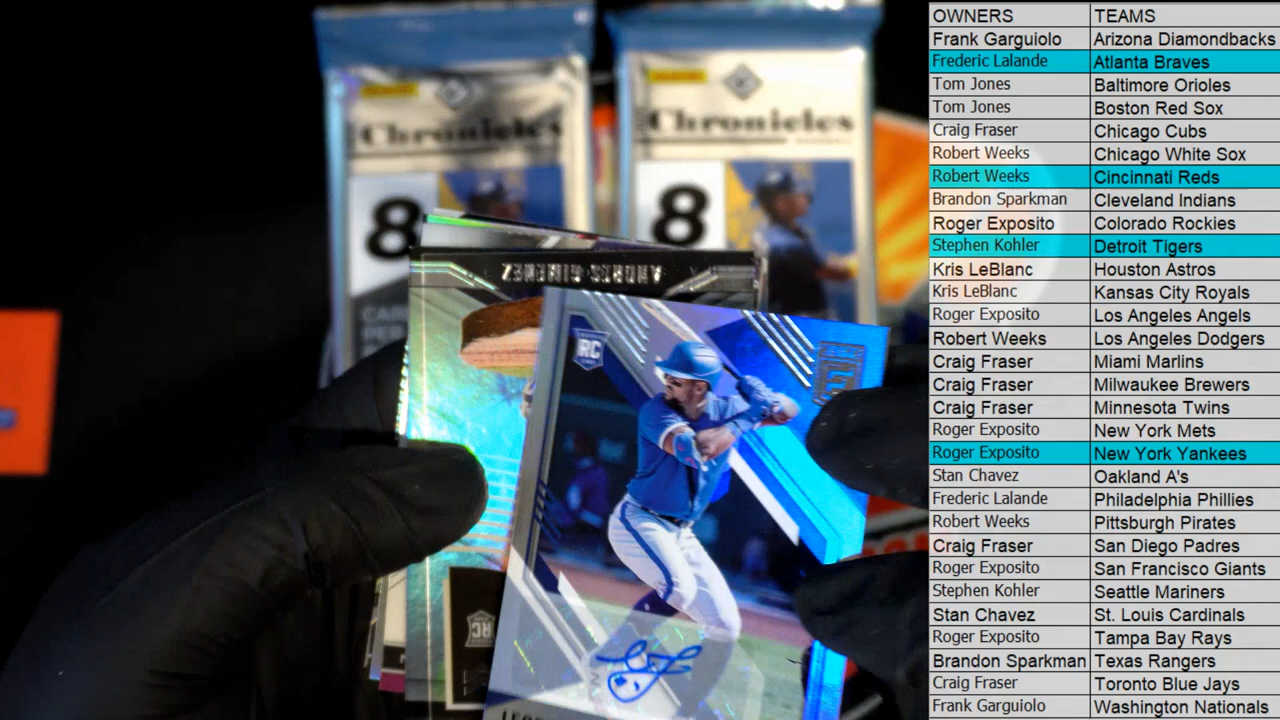 OWNERS TEAMS
Frank Garguiolo Arizona Diamondbacks
Frederic Lalande Atlanta Braves
Tom Jones Baltimore Orioles
Tom Jones Boston Red Sox
Craig Fraser Chicago Cubs
Robert Weeks Chicago White Sox
Robert Weeks Cincinnati Reds
Brandon Sparkman Cleveland Indians
Roger Exposito Colorado Rockies
Stephen Kohler Detroit Tigers
Kris LeBlanc Houston Astros
Kris LeBlanc Kansas City Royals
Roger Exposito Los Angeles Angels
Robert Weeks Los Angeles Dodgers
Craig Fraser Miami Marlins
Craig Fraser Milwaukee Brewers
Craig Fraser Minnesota Twins
Roger Exposito New York Mets
Roger Exposito New York Yankees
Stan Chavez Oakland A's
Frederic Lalande Philadelphia Phillies
Robert Weeks Pittsburgh Pirates
Craig Fraser San Diego Padres
Roger Exposito San Francisco Giants
Stephen Kohler Seattle Mariners
Stan Chavez St. Louis Cardinals
Roger Exposito Tampa Bay Rays
Brandon Sparkman Texas Rangers
Craig Fraser Toronto Blue Jays
Frank Garguiolo Washington Nationals
PANINI
Chronicles
8
PANINI
Chronicles
8
ANDRES GIMENEZ
RC
RC